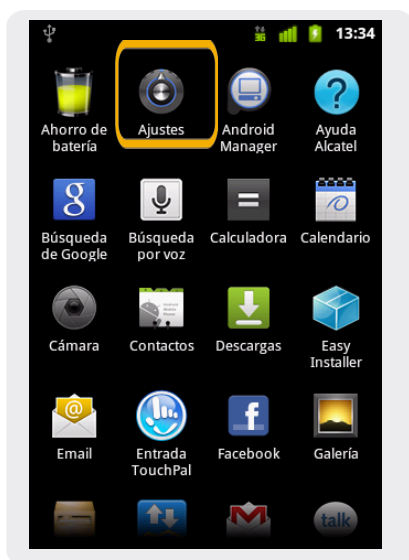 3G 13:34
Ahorro de Ajustes Android Ayuda
batería Manager Alcatel
Búsqueda Búsqueda Calculadora Calendario
de Google por voz
Cámara Contactos Descargas Easy
Installer
Email Entrada Facebook Galería
TouchPal
talk